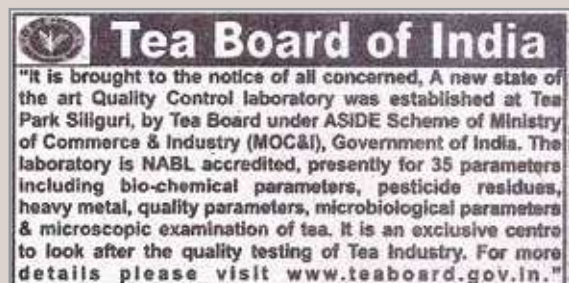 Tea Board of India
"It is brought to the notice of all concerned, A new state of
the art Quality Control laboratory was established at Tea
Park Siliguri, by Tea Board under ASIDE Scheme of Ministry
of Commerce & Industry (MOC&I), Government of India. The
laboratory is NABL accredited, presently for 35 parameters
including bio-chemical parameters, pesticide residues,
heavy metal, quality parameters, microbiological parameters
& microscopic examination of tea. It is an exclusive centre
to look after the quality testing of Tea Industry. For more
details please visit www.teaboard.gov.in."